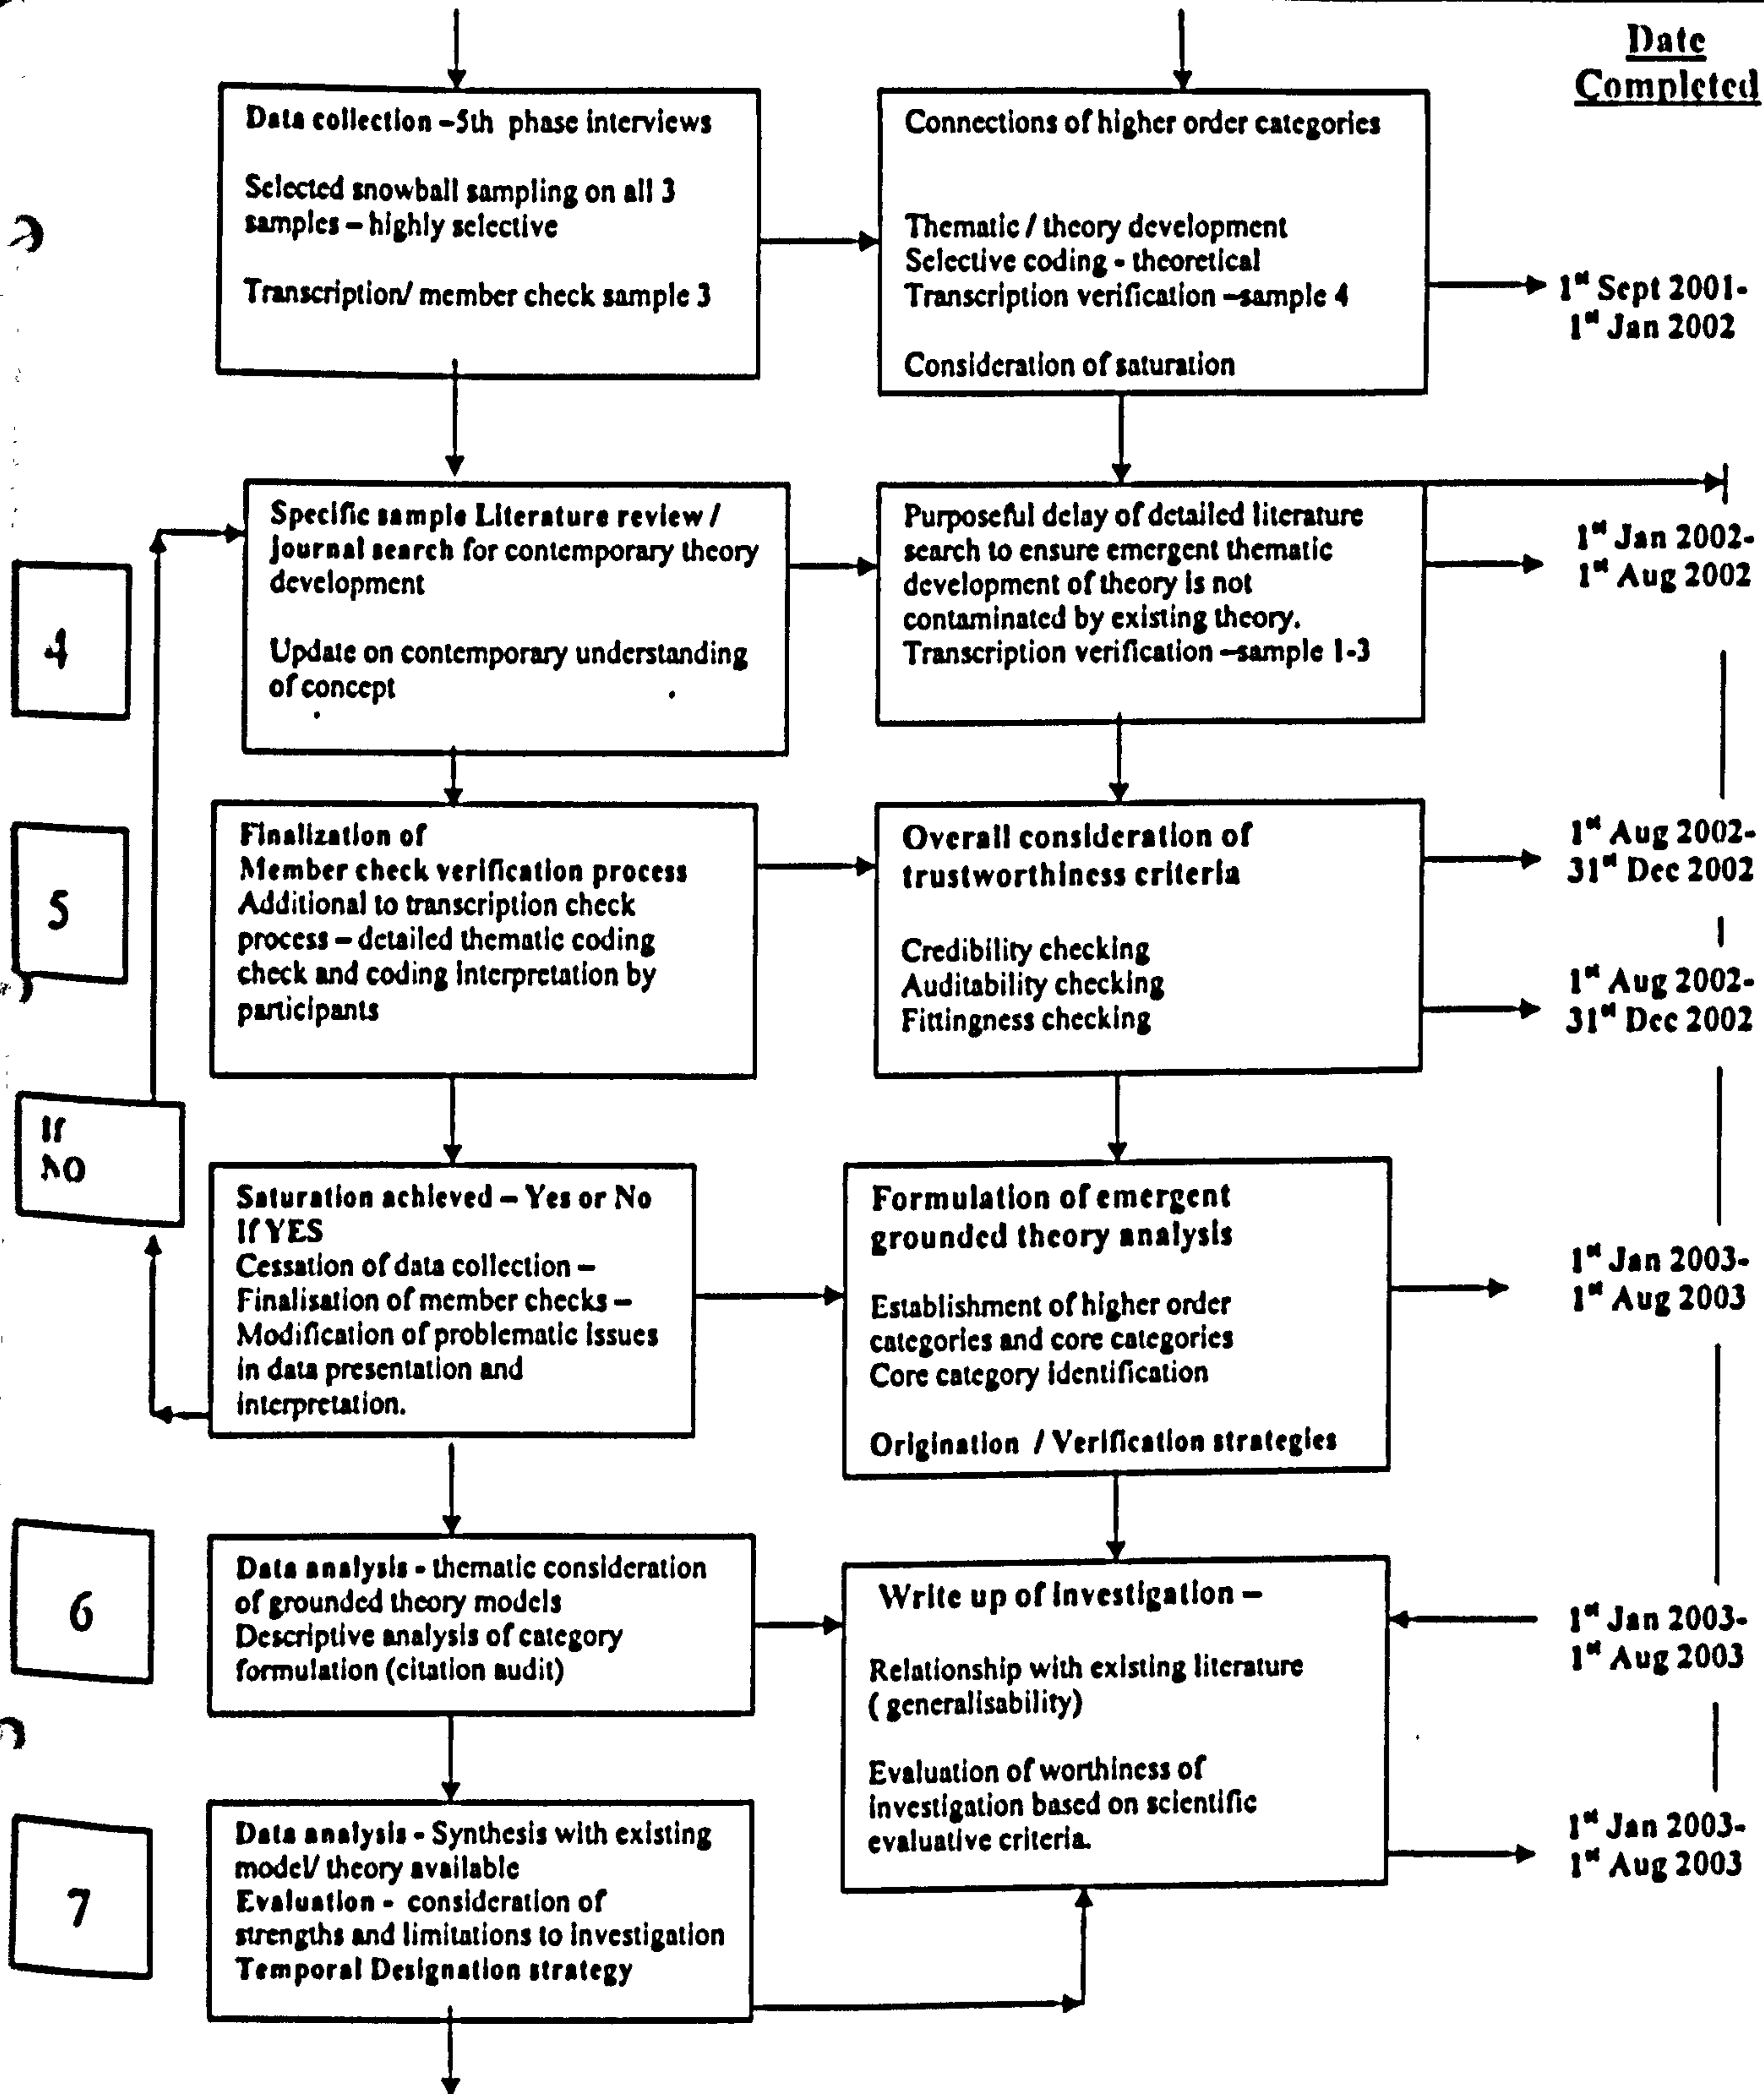 Date
Completed
Data collection –5th phase interviews
Selected snowball sampling on all 3
samples – highly selective
Transcription/ member check sample 3
Connections of higher order categories
Thematic / theory development
Selective coding - theoretical
Transcription verification –sample 4
Consideration of saturation
1st Sept 2001-
1st Jan 2002
4
Specific sample Literature review /
journal search for contemporary theory
development
Update on contemporary understanding
of concept
Purposeful delay of detailed literature
search to ensure emergent thematic
development of theory is not
contaminated by existing theory.
Transcription verification –sample 1-3
1st Jan 2002-
1st Aug 2002
5
Finalization of
Member check verification process
Additional to transcription check
process – detailed thematic coding
check and coding interpretation by
participants
Overall consideration of
trustworthiness criteria
Credibility checking
Auditability checking
Fittingness checking
1st Aug 2002-
31st Dec 2002
1st Aug 2002-
31st Dec 2002
If
NO
Saturation achieved – Yes or No
If YES
Cessation of data collection –
Finalisation of member checks –
Modification of problematic issues
in data presentation and
interpretation.
Formulation of emergent
grounded theory analysis
Establishment of higher order
categories and core categories
Core category identification
Origination / Verification strategies
1st Jan 2003-
1st Aug 2003
6
Data analysis - thematic consideration
of grounded theory models
Descriptive analysis of category
formulation (citation audit)
Write up of investigation –
Relationship with existing literature
( generalisability)
Evaluation of worthiness of
investigation based on scientific
evaluative criteria.
1st Jan 2003-
1st Aug 2003
7
Data analysis - Synthesis with existing
model/ theory available
Evaluation - consideration of
strengths and limitations to investigation
Temporal Designation strategy
1st Jan 2003-
1st Aug 2003